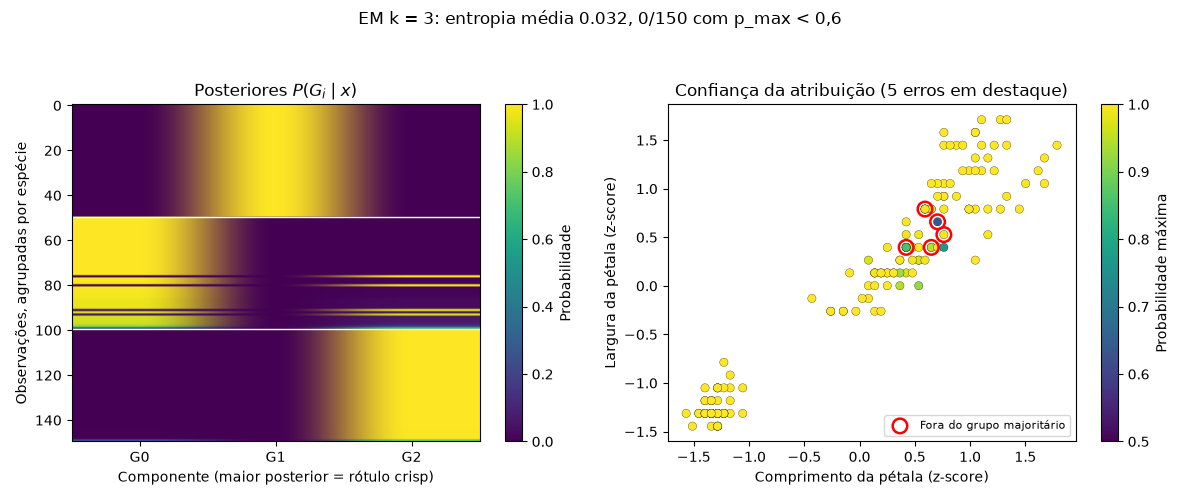 EM k = 3: entropia média 0.032, 0/150 com p_max < 0,6
Posteriores P(G_i | x)
Observações, agrupadas por espécie
0
20
40
60
80
100
120
140
G0 G1 G2
Componente (maior posterior = rótulo crisp)
1.0
0.8
0.6
0.4
0.2
0.0
Probabilidade
Confiança da atribuição (5 erros em destaque)
Largura da pétala (z-score)
1.5
1.0
0.5
0.0
−0.5
−1.0
−1.5
Fora do grupo majoritário
−1.5 −1.0 −0.5 0.0 0.5 1.0 1.5
Comprimento da pétala (z-score)
1.0
0.9
0.8
0.7
0.6
0.5
Probabilidade máxima